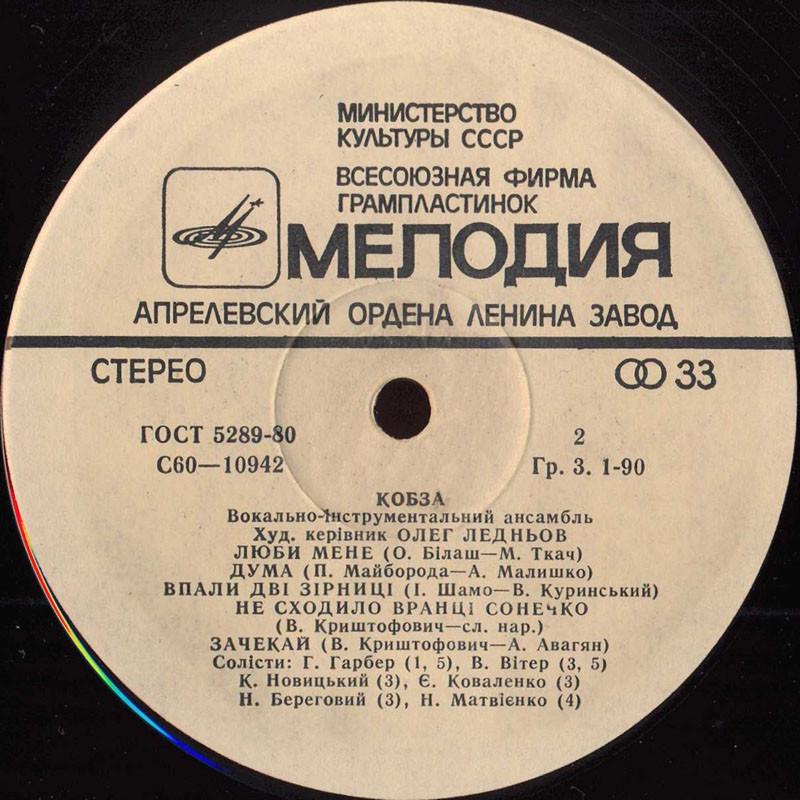 МИНИСТЕРСТВО
КУЛЬТУРЫ СССР
ВСЕСОЮЗНАЯ ФИРМА
ГРАМПЛАСТИНОК
МЕЛОДИЯ
АПРЕЛЕВСКИЙ ОРДЕНА ЛЕНИНА ЗАВОД
СТЕРЕО 33
ГОСТ 5289-80 2
С60—10942 Гр. 3. 1-90
КОБЗА
Вокально-інструментальний ансамбль
Худ. керівник ОЛЕГ ЛЕДНЬОВ
ЛЮБИ МЕНЕ (О. Білаш—М. Ткач)
ДУМА (П. Майборода—А. Малишко)
ВПАЛИ ДВІ ЗІРНИЦІ (І. Шамо—В. Куринський)
НЕ СХОДИЛО ВРАНЦІ СОНЕЧКО
(В. Криштофович—сл. нар.)
ЗАЧЕКАЙ (В. Криштофович—А. Авагян)
Солісти: Г. Гарбер (1, 5), В. Вітер (3, 5)
К. Новицький (3), Є. Коваленко (3)
Н. Береговий (3), Н. Матвієнко (4)